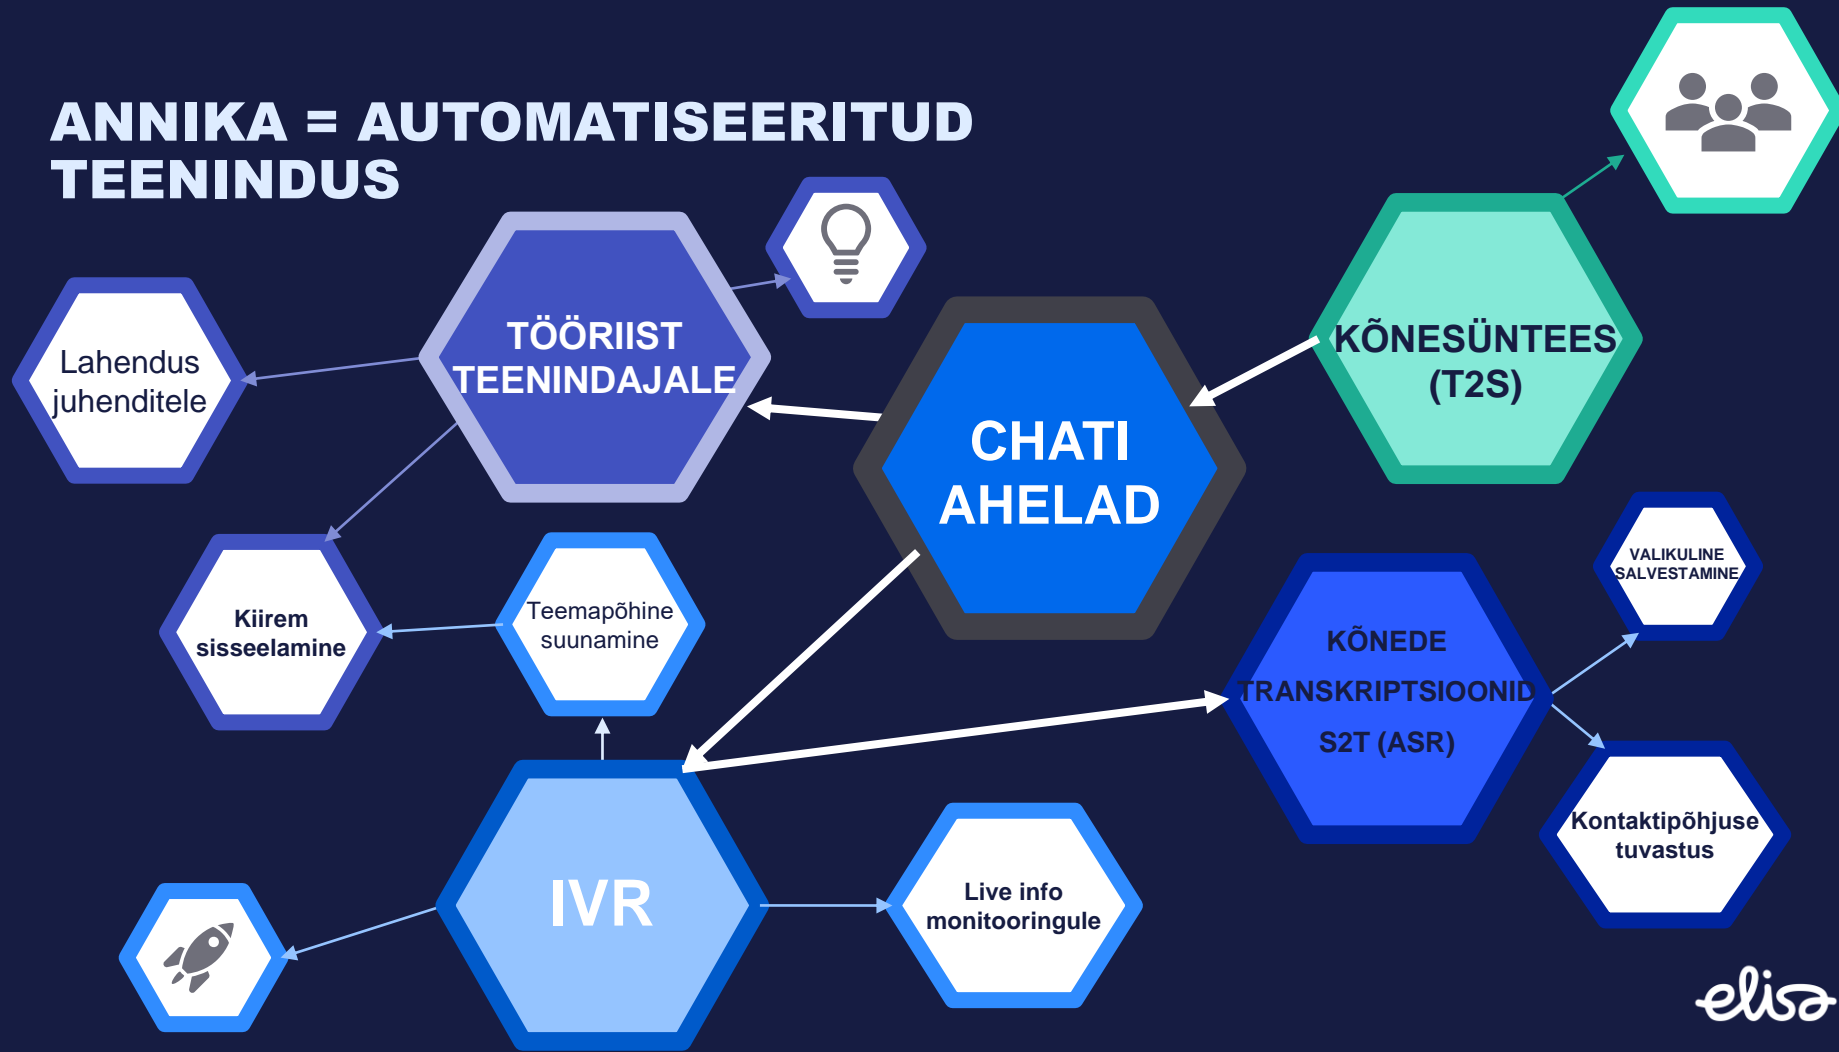 ANNIKA = AUTOMATISEERITUD
TEENINDUS
TÖÖRIIST
TEENINDAJALE
Lahendus
juhenditele
KÕNESÜNTEES
(T2S)
CHATI
AHELAD
VALIKULINE
SALVESTAMINE
Kiirem
sisseelamine
Teemapõhine
suunamine
KÕNEDE
TRANSKRIPTSIOONID
S2T (ASR)
Kontaktipõhjuse
tuvastus
IVR
Live info
monitooringule
elisa